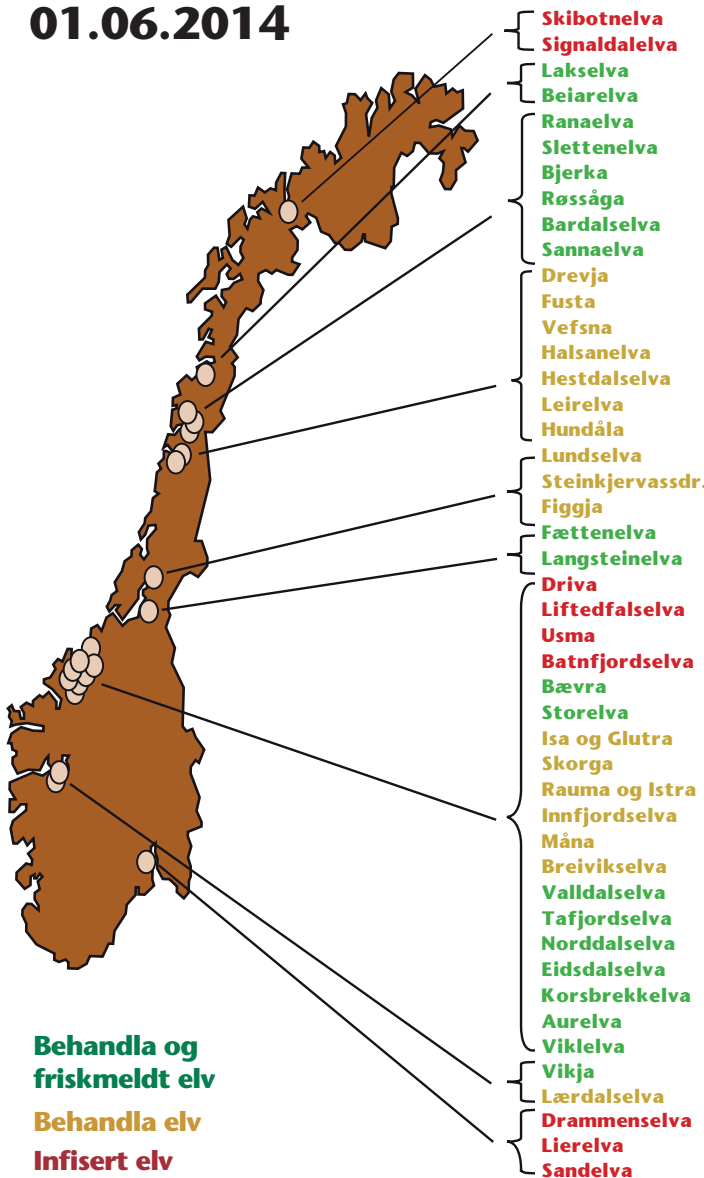 01.06.2014
Skibotnelva
Signaldalelva
Lakselva
Beiarelva
Ranaelva
Slettenelva
Bjerka
Røssåga
Bardalselva
Sannaelva
Drevja
Fusta
Vefsna
Halsanelva
Hestdalselva
Leirelva
Hundåla
Lundselva
Steinkjervassdr.
Figgja
Fættenelva
Langsteinelva
Driva
Liftedfalselva
Usma
Batnfjordselva
Bævra
Storelva
Isa og Glutra
Skorga
Rauma og Istra
Innfjordselva
Måna
Breivikselva
Valldalselva
Tafjordselva
Norddalselva
Eidsdalselva
Korsbrekkelva
Aurelva
Viklelva
Vikja
Lærdalselva
Drammenselva
Lierelva
Sandelva
Behandla og
friskmeldt elv
Behandla elv
Infisert elv